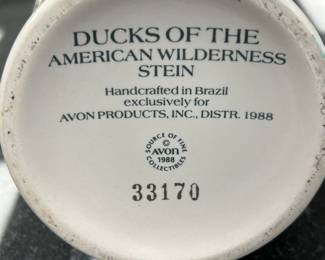 DUCKS OF THE
AMERICAN WILDERNESS
STEIN
Handcrafted in Brazil
exclusively for
AVON PRODUCTS, INC., DISTR. 1988
SOURCE OF FINE
©
AVON
1988
COLLECTIBLES
33170